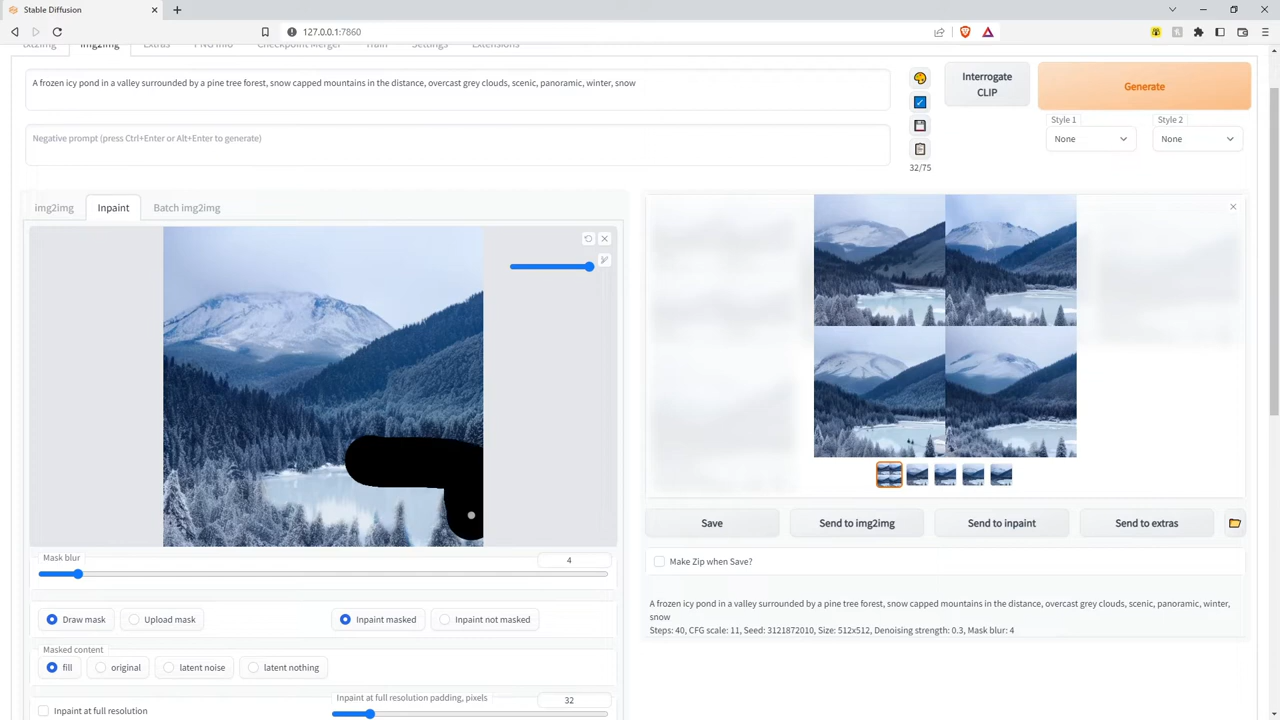 Stable Diffusion
127.0.0.1:7860
txt2img
img2img
Extras
PNG Info
Checkpoint Merger
Train
Settings
Extensions
A frozen icy pond in a valley surrounded by a pine tree forest, snow capped mountains in the distance, overcast grey clouds, scenic, panoramic, winter, snow
Negative prompt (press Ctrl+Enter or Alt+Enter to generate)
32/75
Interrogate
CLIP
Generate
Style 1
Style 2
None
None
img2img
Inpaint
Batch img2img
Mask blur
4
Draw mask
Upload mask
Inpaint masked
Inpaint not masked
Masked content
fill
original
latent noise
latent nothing
Inpaint at full resolution
Inpaint at full resolution padding, pixels
32
Save
Send to img2img
Send to inpaint
Send to extras
Make Zip when Save?
A frozen icy pond in a valley surrounded by a pine tree forest, snow capped mountains in the distance, overcast grey clouds, scenic, panoramic, winter,
snow
Steps: 40, CFG scale: 11, Seed: 3121872010, Size: 512x512, Denoising strength: 0.3, Mask blur: 4